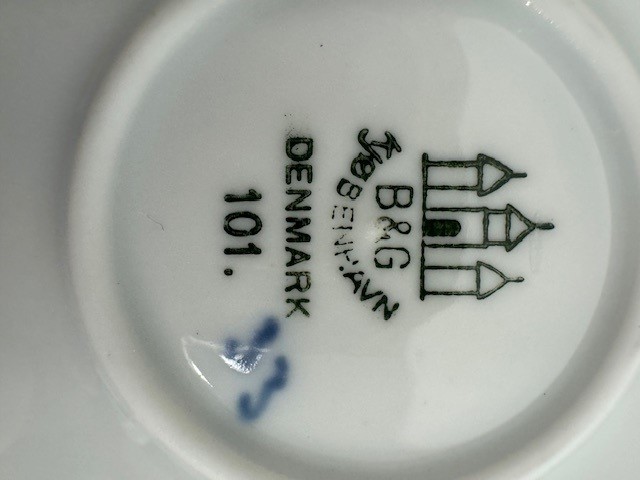 B&G
KJØBENHAVN
DENMARK
101.